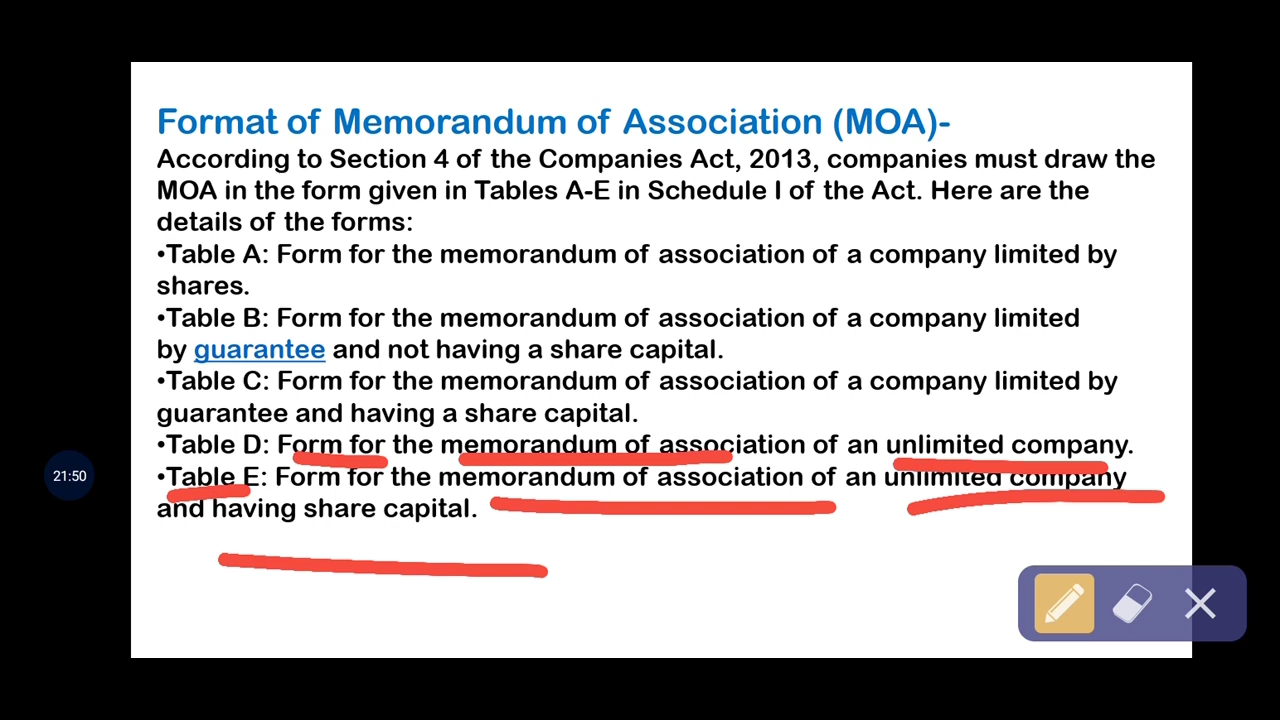 Format of Memorandum of Association (MOA)-
According to Section 4 of the Companies Act, 2013, companies must draw the
MOA in the form given in Tables A-E in Schedule I of the Act. Here are the
details of the forms:
•Table A: Form for the memorandum of association of a company limited by
shares.
•Table B: Form for the memorandum of association of a company limited
by guarantee and not having a share capital.
•Table C: Form for the memorandum of association of a company limited by
guarantee and having a share capital.
•Table D: Form for the memorandum of association of an unlimited company.
21:50
•Table E: Form for the memorandum of association of an unlimited company
and having share capital.